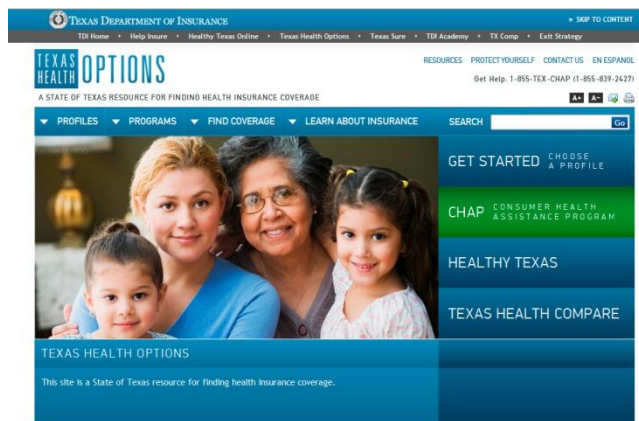 TEXAS DEPARTMENT OF INSURANCE
SKIP TO CONTENT
TDI Home • Help Insure • Healthy Texas Online • Texas Health Options • Texas Sure • TDI Academy • TX Comp • Exit Strategy
TEXAS HEALTH OPTIONS
RESOURCES PROTECT YOURSELF CONTACT US EN ESPANOL
Get Help: 1-855-TEX-CHAP (1-855-839-2427)
A STATE OF TEXAS RESOURCE FOR FINDING HEALTH INSURANCE COVERAGE
A+ A-
PROFILES PROGRAMS FIND COVERAGE LEARN ABOUT INSURANCE SEARCH Go
GET STARTED CHOOSE A PROFILE
CHAP CONSUMER HEALTH ASSISTANCE PROGRAM
HEALTHY TEXAS
TEXAS HEALTH COMPARE
TEXAS HEALTH OPTIONS
This site is a State of Texas resource for finding health insurance coverage.